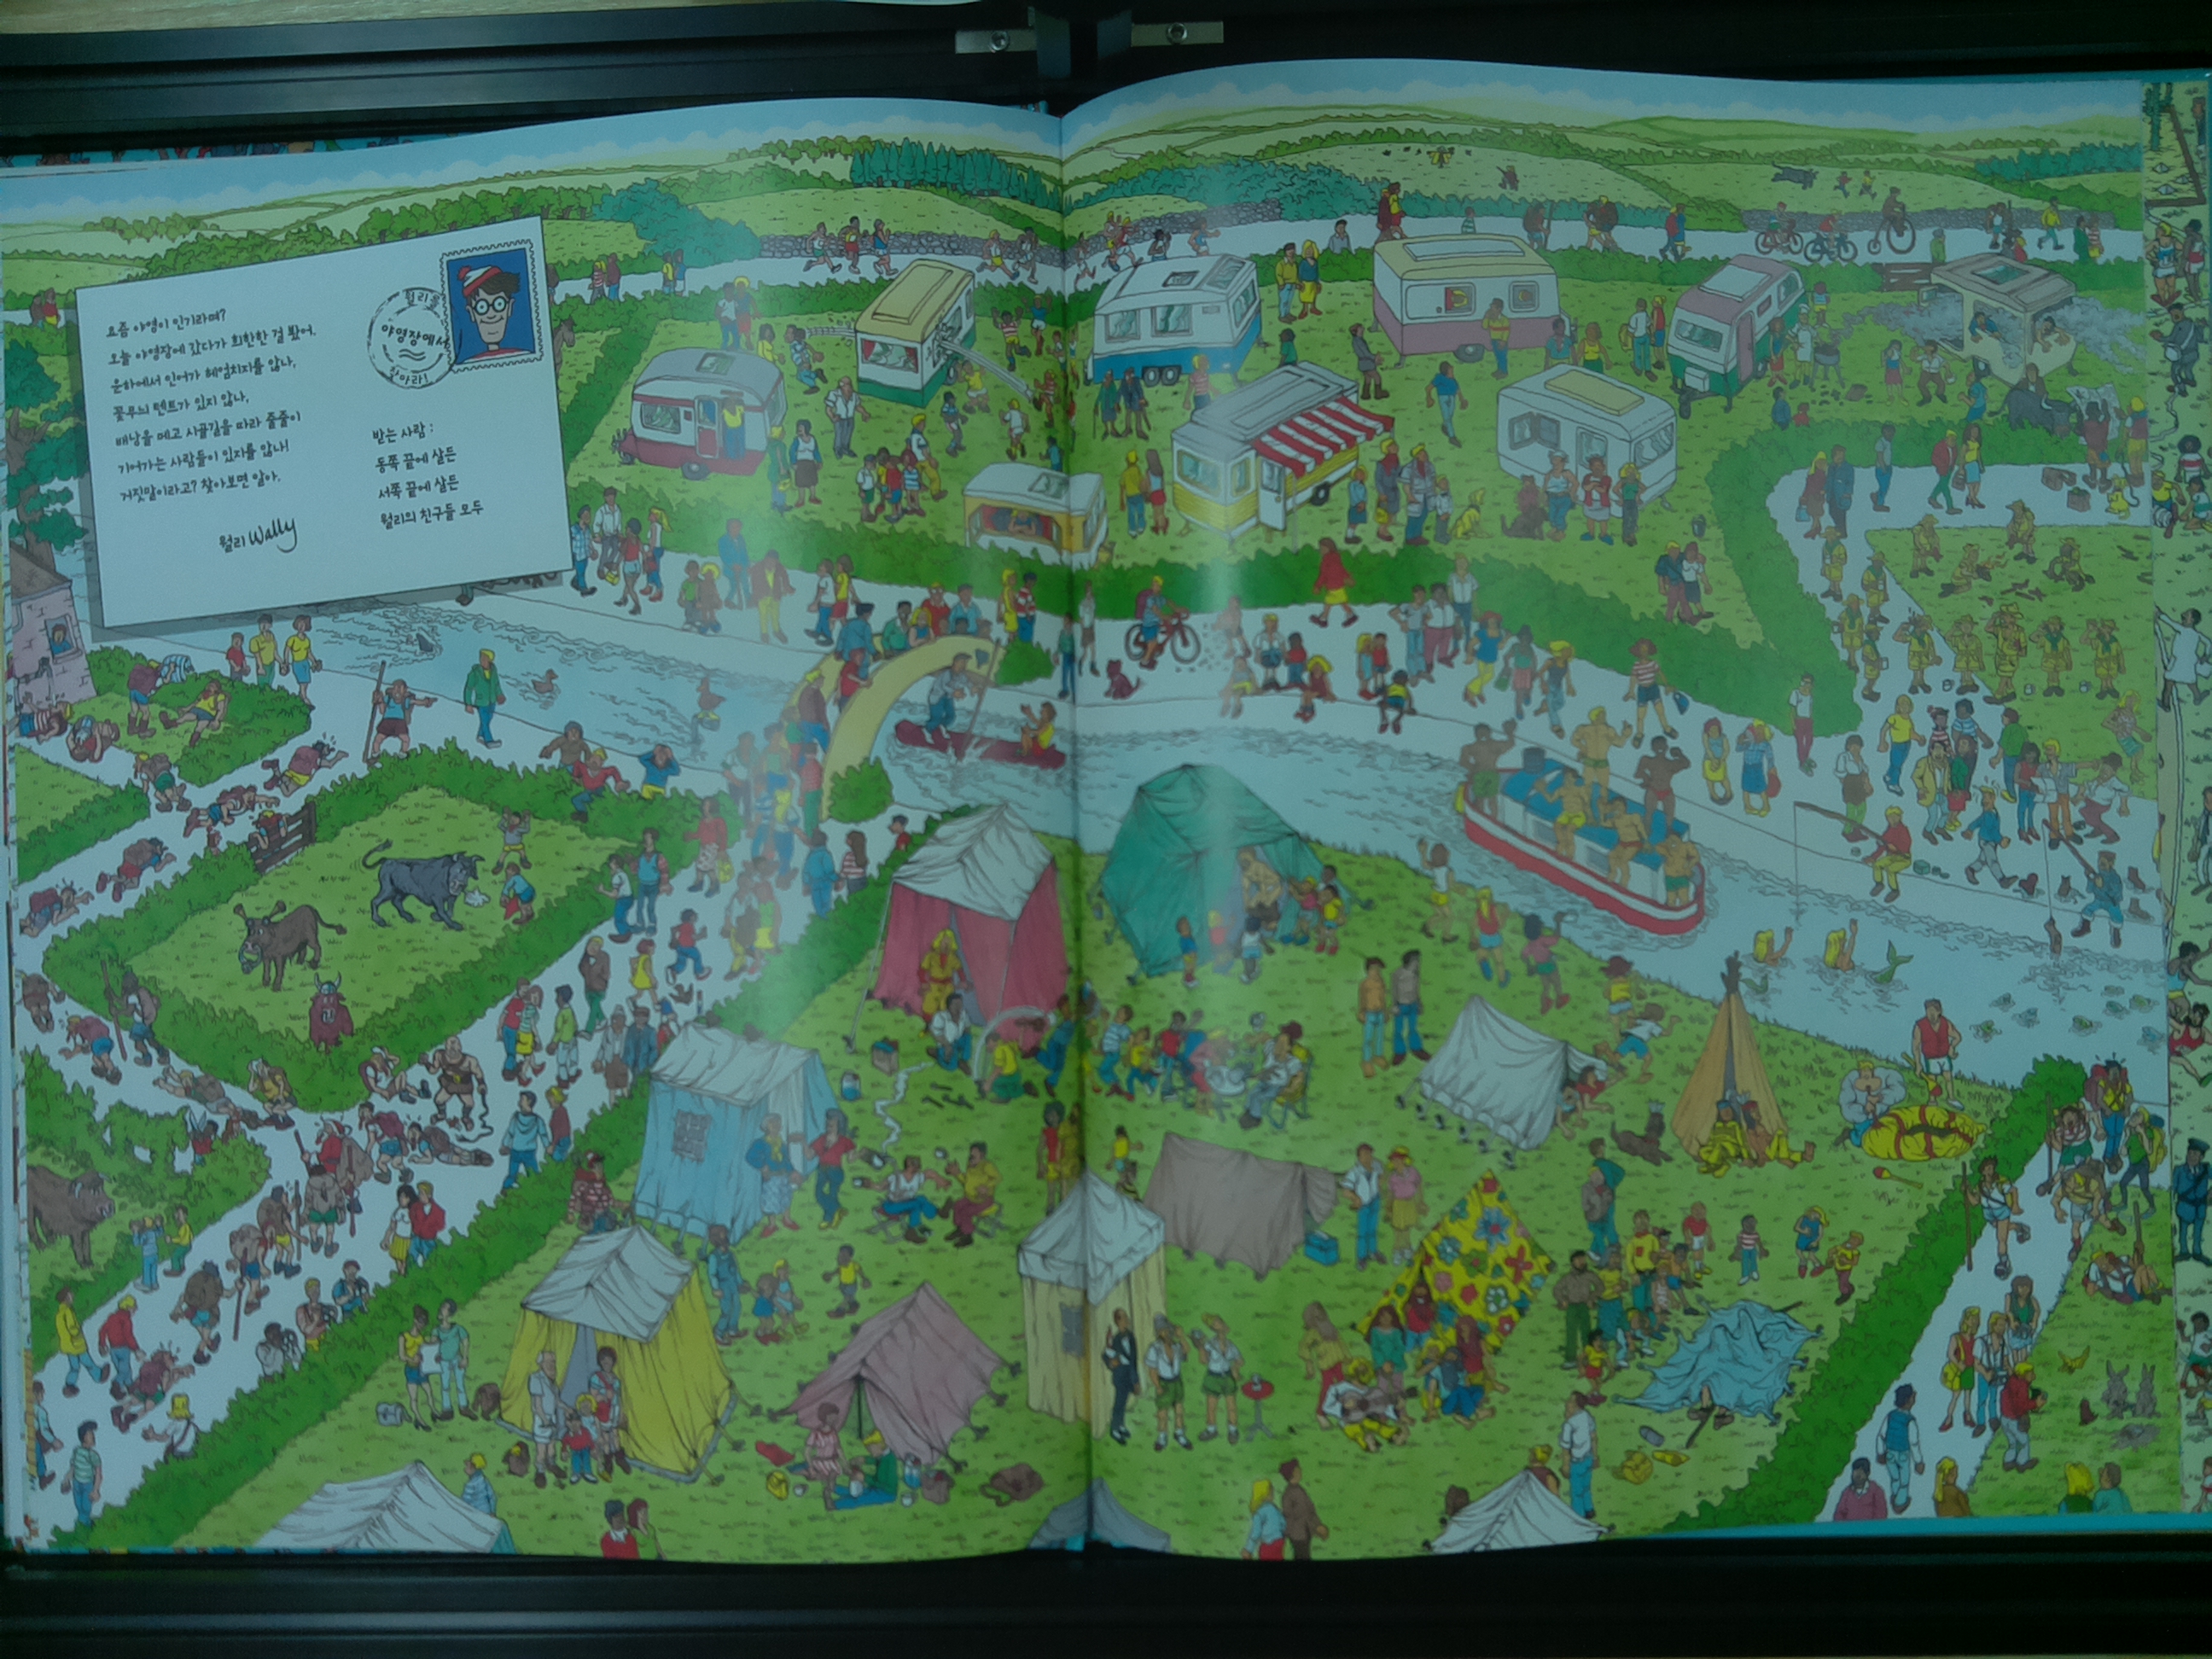 요즘 야영이 인기라며?
오늘 야영장에 갔다가 희한한 걸 봤어.
운하에서 인어가 헤엄치지를 않나,
꽃무늬 텐트가 있지 않나,
배낭을 메고 시골길을 따라 줄줄이
기어가는 사람들이 있지를 않나!
거짓말이라고? 찾아보면 알아.
월리 Wally
월리를
야영장에서
찾아라!
받는 사람 :
동쪽 끝에 살든
서쪽 끝에 살든
월리의 친구들 모두